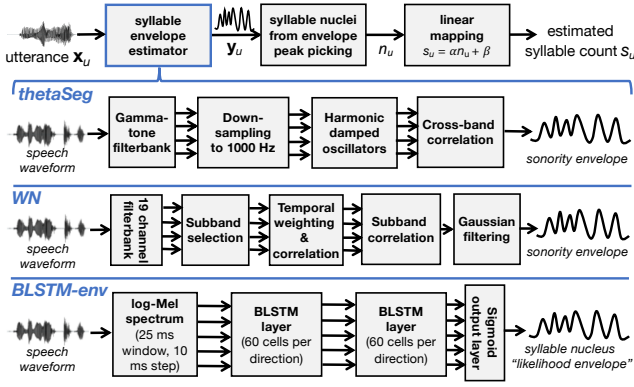 syllable
envelope
estimator
syllable nuclei
from envelope
peak picking
linear
mapping
s_u = αn_u + β
estimated
syllable count s_u
utterance x_u
y_u
n_u
thetaSeg
Gamma-
tone
filterbank
Down-
sampling
to 1000 Hz
Harmonic
damped
oscillators
Cross-band
correlation
speech
waveform
sonority envelope
WN
19 channel
filterbank
Subband
selection
Temporal
weighting
&
correlation
Subband
correlation
Gaussian
filtering
speech
waveform
sonority envelope
BLSTM-env
log-Mel
spectrum
(25 ms
window, 10
ms step)
BLSTM
layer
(60 cells per
direction)
BLSTM
layer
(60 cells per
direction)
Sigmoid
output layer
speech
waveform
syllable nucleus
“likelihood envelope”